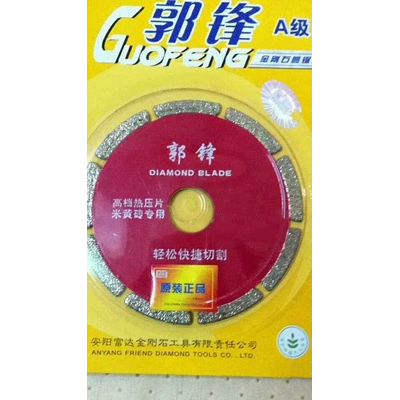 郭锋 A级
GUOFENG 金刚石圆锯
郭锋
DIAMOND BLADE
高档热压片
米黄砖专用
轻松快捷切割
原装正品
安阳富达金刚石工具有限责任公司
ANYANG FRIEND DIAMOND TOOLS CO.,LTD